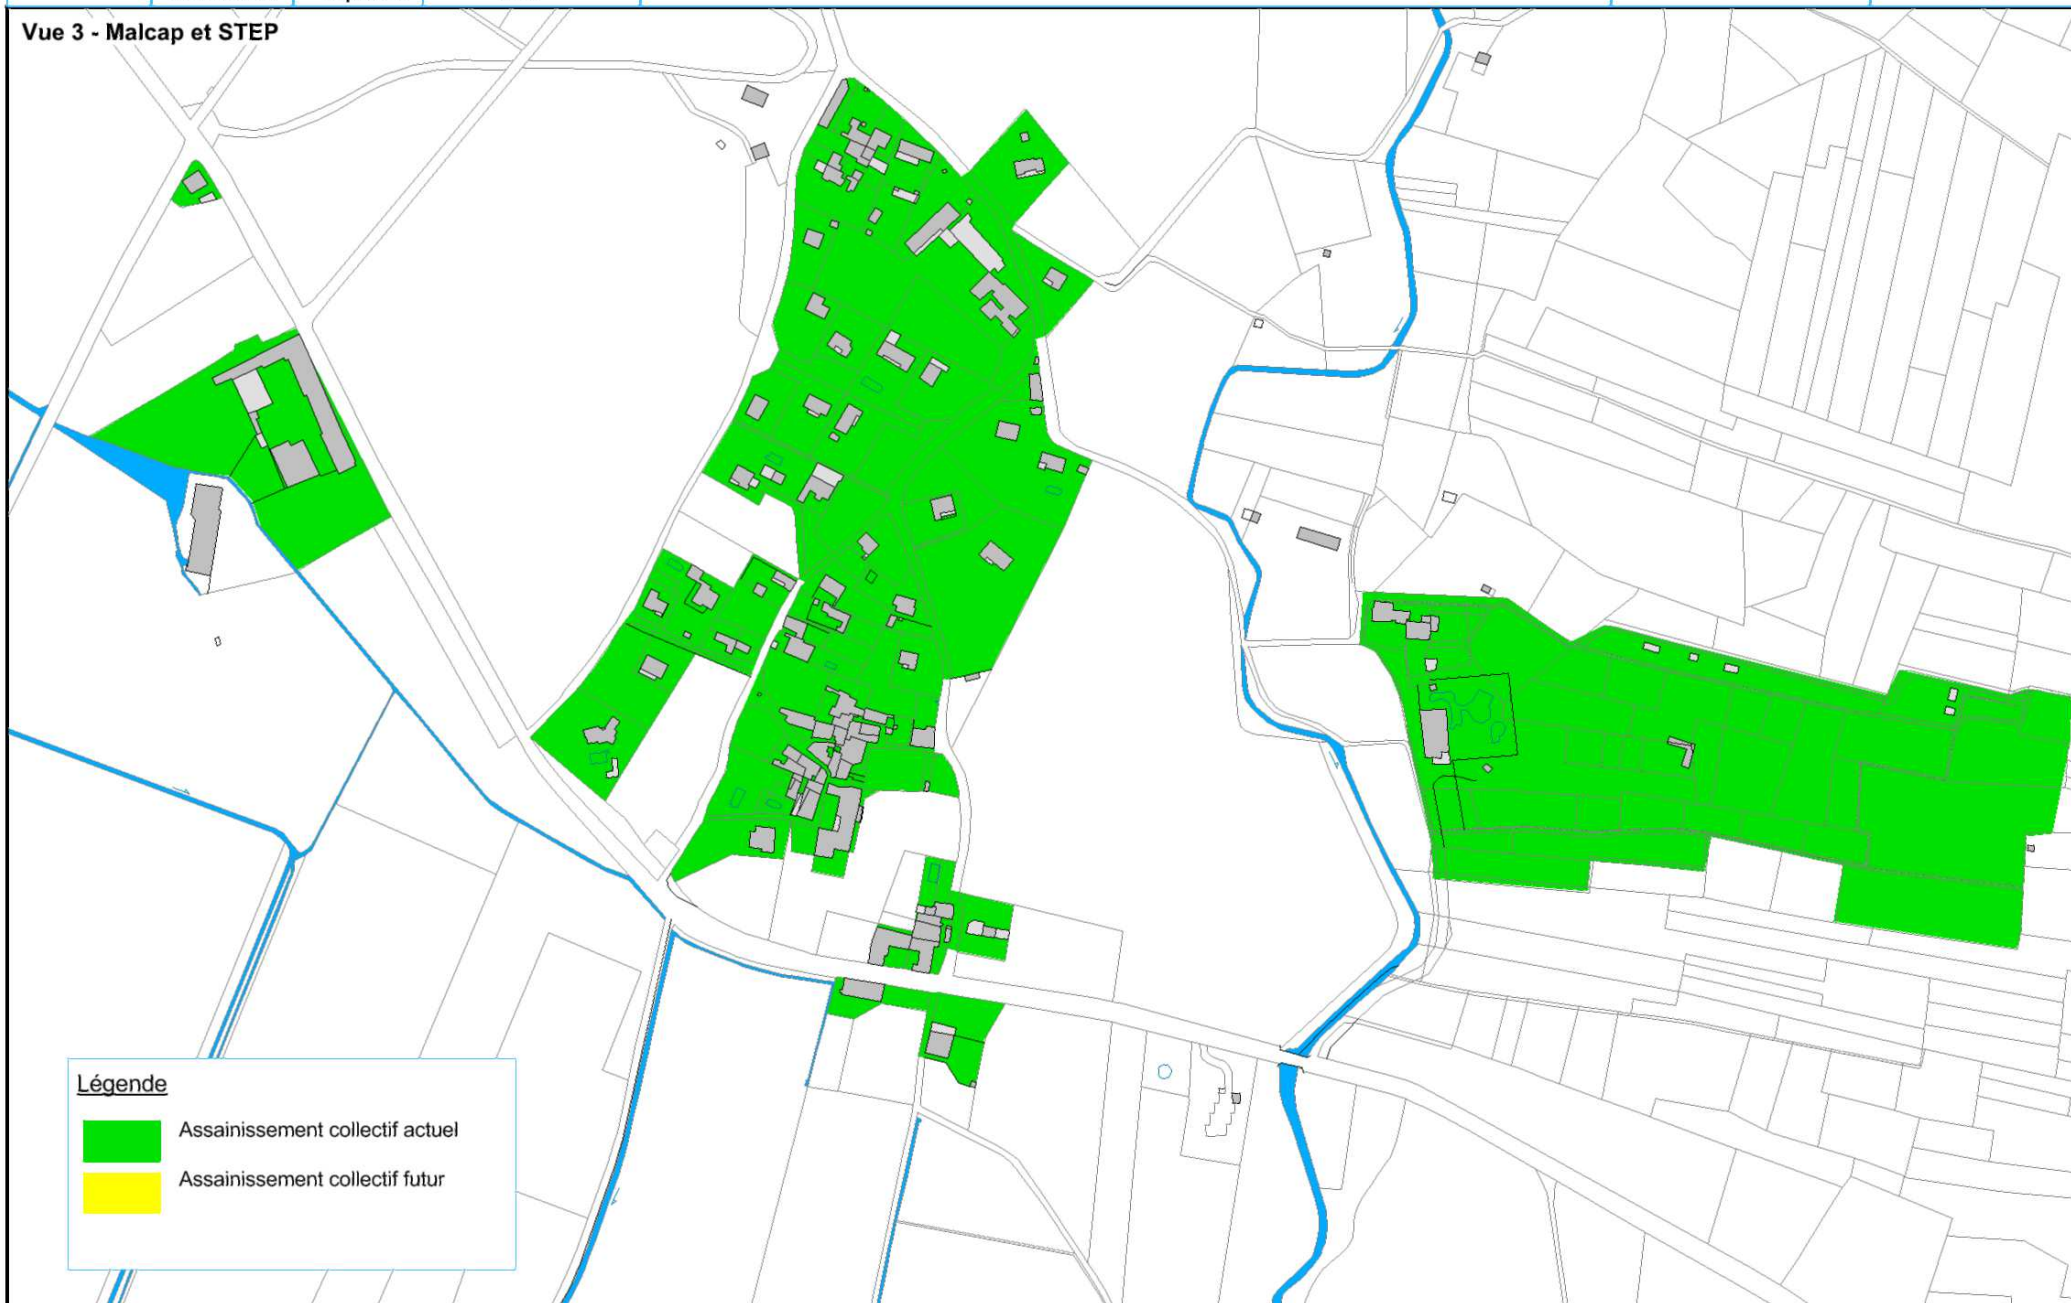 Vue 3 - Malcap et STEP
Légende
Assainissement collectif actuel
Assainissement collectif futur